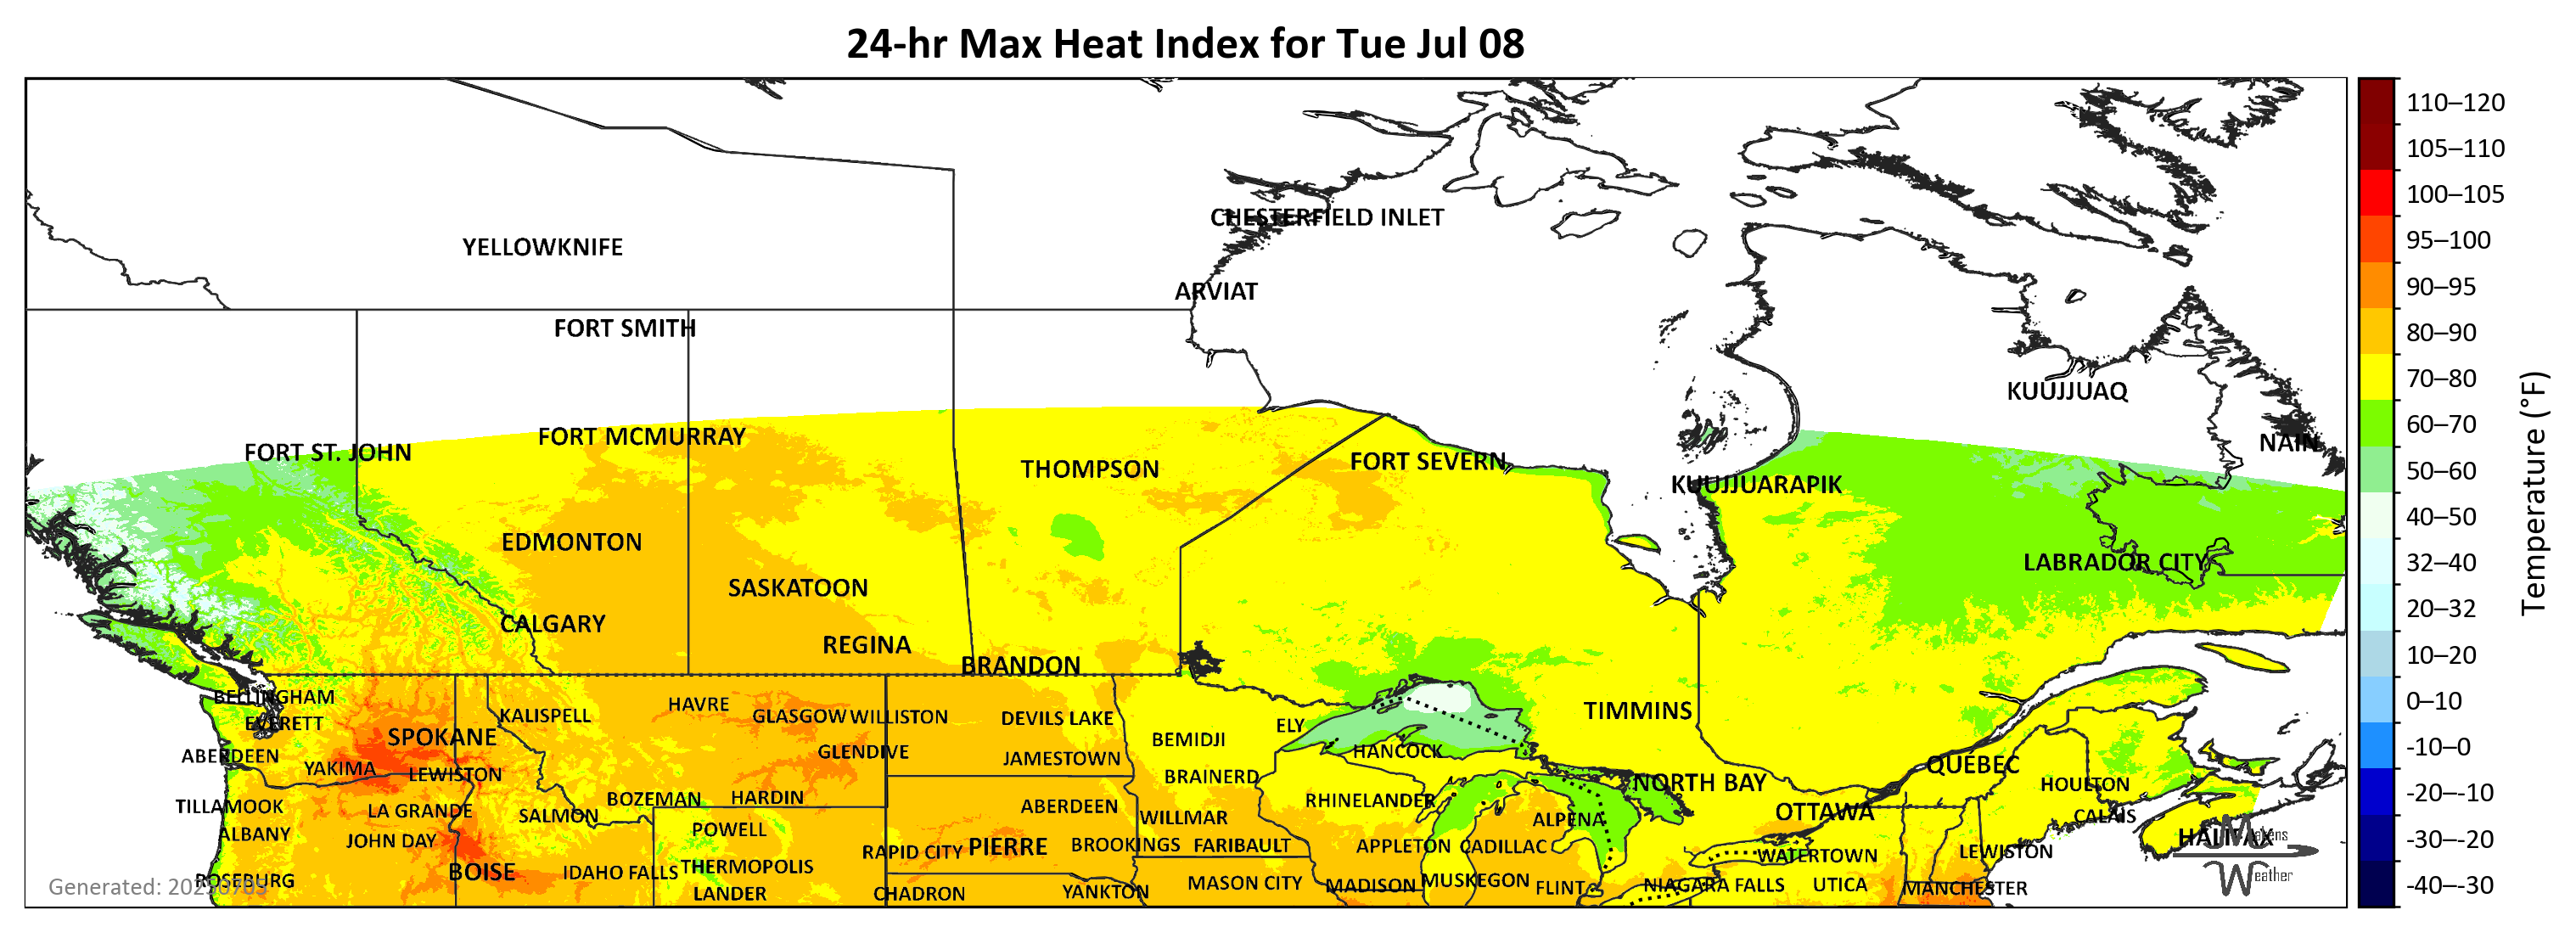 24-hr Max Heat Index for Tue Jul 08
110–120
105–110
CHESTERFIELD INLET
100–105
YELLOWKNIFE
95–100
ARVIAT
90–95
FORT SMITH
80–90
KUUJJUAQ
70–80
FORT MCMURRAY
NAIN
60–70
FORT ST. JOHN
THOMPSON
FORT SEVERN
50–60
KUUJJUARAPIK
40–50
EDMONTON
LABRADOR CITY
32–40
SASKATOON
20–32
CALGARY
REGINA
10–20
BRANDON
BELLINGHAM
HAVRE
0–10
EVERETT
KALISPELL
GLASGOW
WILLISTON
DEVILS LAKE
ELY
TIMMINS
SPOKANE
BEMIDJI
-10–0
ABERDEEN
GLENDIVE
JAMESTOWN
HANCOCK
QUÉBEC
YAKIMA
LEWISTON
BRAINERD
NORTH BAY
HOULTON
-20–-10
TILLAMOOK
LA GRANDE
SALMON
BOZEMAN
HARDIN
ABERDEEN
WILLMAR
RHINELANDER
ALPENA
OTTAWA
CALAIS
ALBANY
JOHN DAY
POWELL
RAPID CITY
PIERRE
BROOKINGS
FARIBAULT
APPLETON
CADILLAC
WATERTOWN
LEWISTON
HALIFAX
-30–-20
Makens
Weather
BOISE
IDAHO FALLS
THERMOPOLIS
ROSEBURG
LANDER
CHADRON
YANKTON
MASON CITY
MADISON
MUSKEGON
FLINT
NIAGARA FALLS
UTICA
MANCHESTER
-40–-30
Generated: 20250705
Temperature (°F)